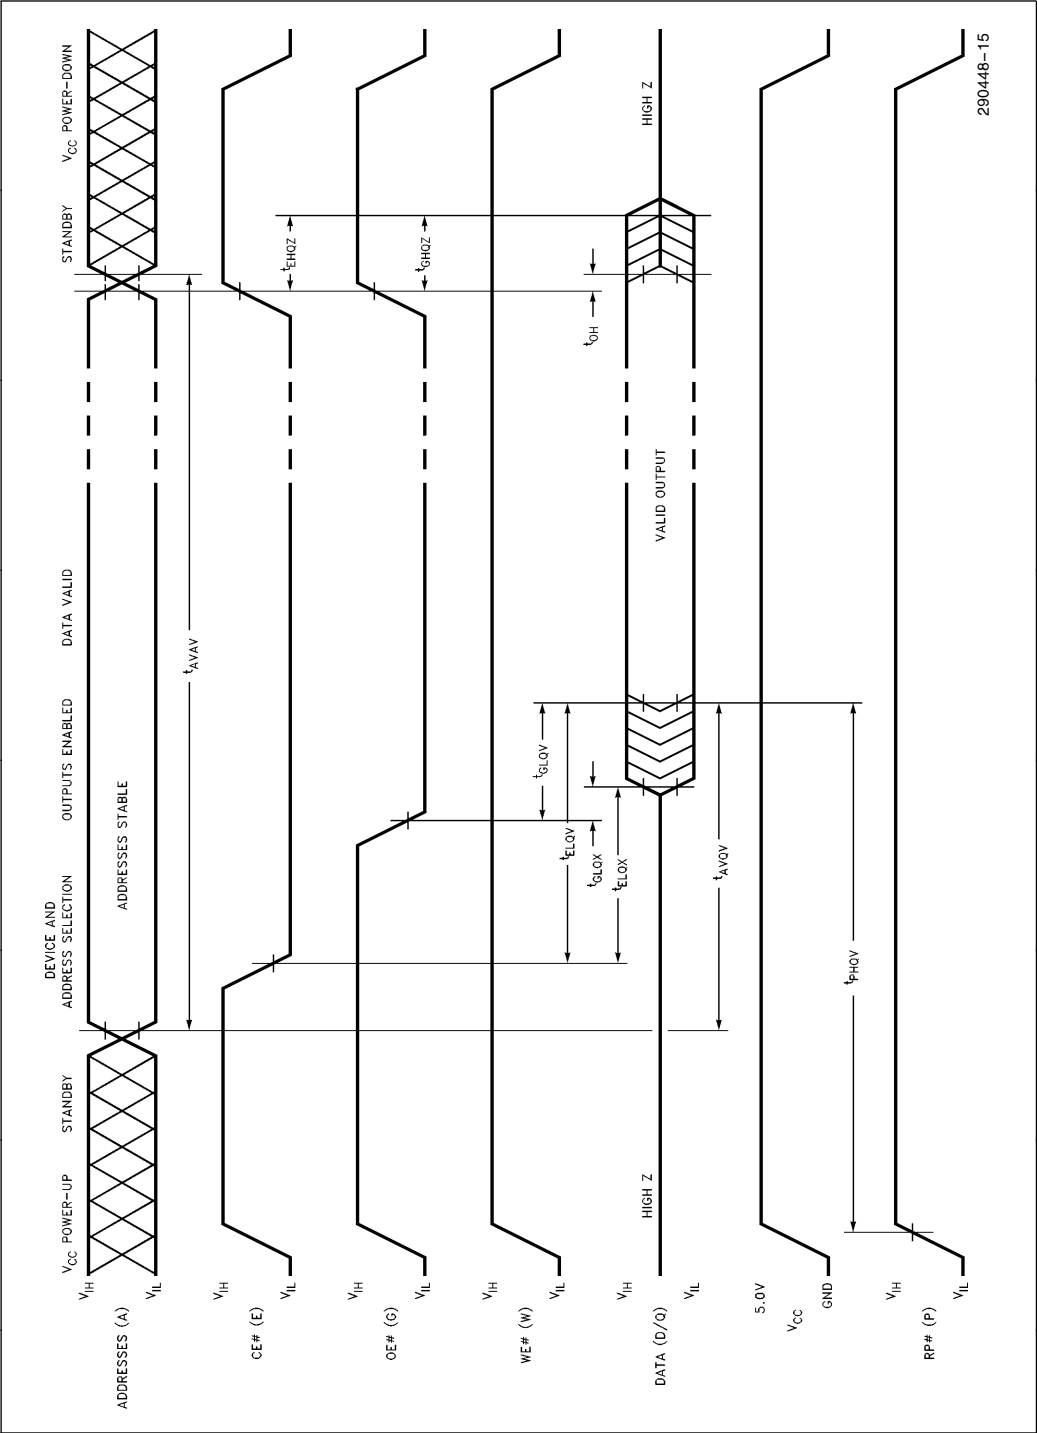 VCC POWER-UP
STANDBY
DEVICE AND
ADDRESS SELECTION
OUTPUTS ENABLED
DATA VALID
STANDBY
VCC POWER-DOWN
VIH
ADDRESSES (A)
VIL
ADDRESSES STABLE
tAVAV
VIH
CE# (E)
VIL
tEHQZ
VIH
OE# (G)
VIL
tGHQZ
VIH
WE# (W)
VIL
tGLQV
tELQV
tGLQX
tELQX
tOH
VIH
DATA (D/Q)
VIL
HIGH Z
VALID OUTPUT
HIGH Z
tAVQV
5.0V
VCC
GND
tPHQV
VIH
RP# (P)
VIL
290448-15